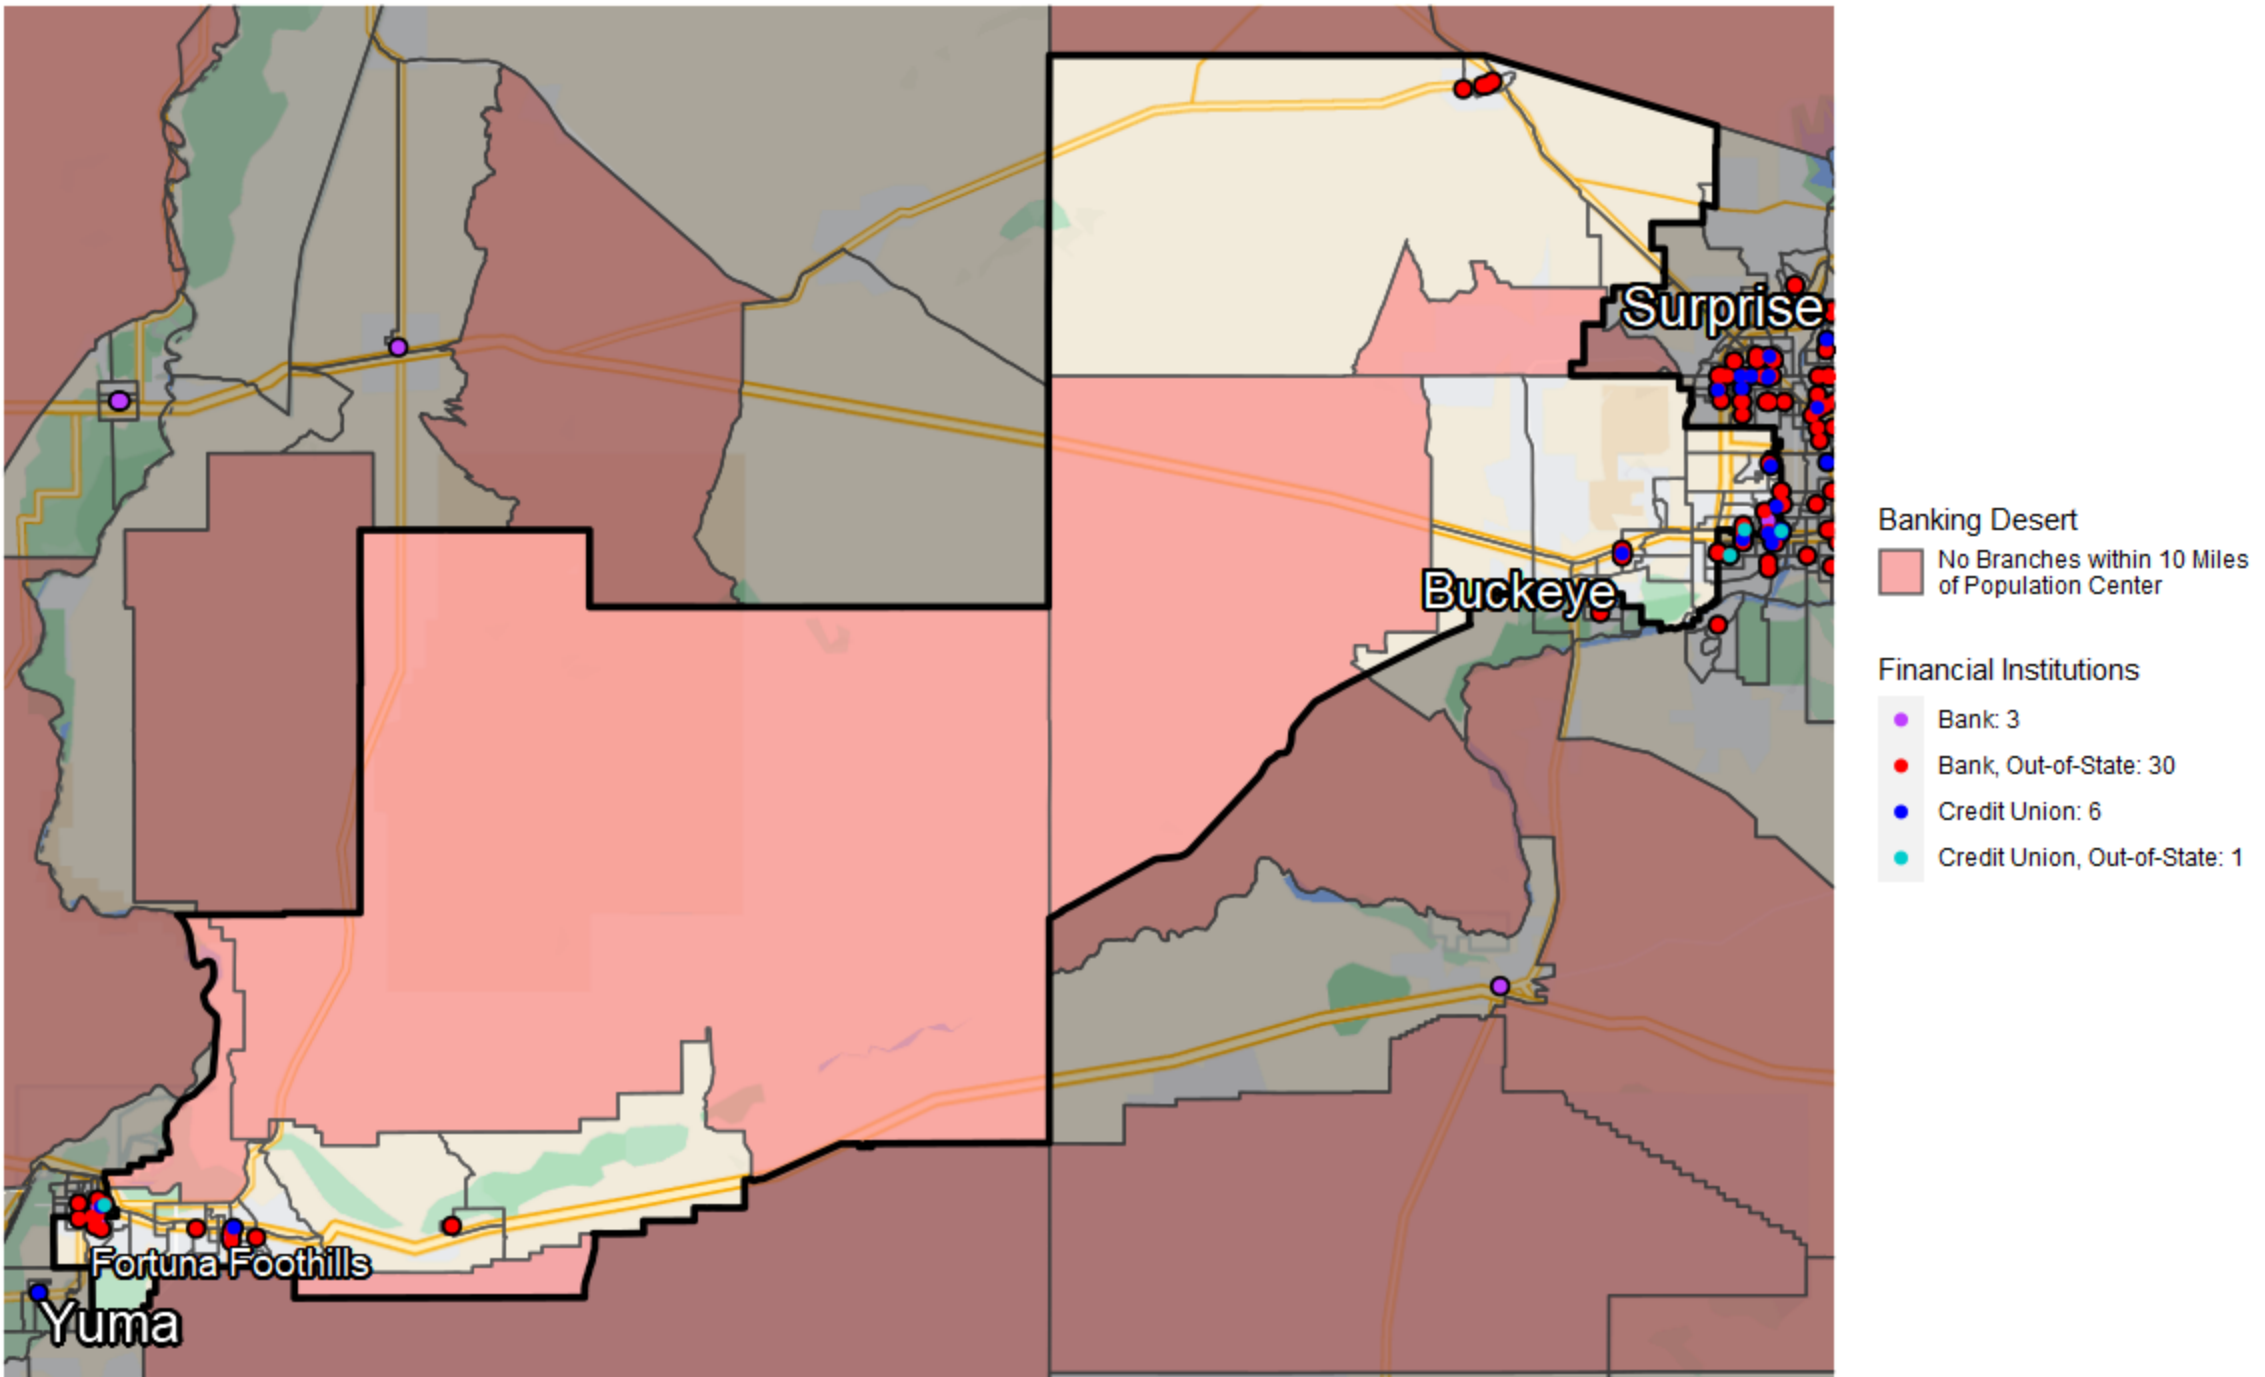 Surprise
Buckeye
Fortuna Foothills
Yuma
Banking Desert
No Branches within 10 Miles
of Population Center
Financial Institutions
Bank: 3
Bank, Out-of-State: 30
Credit Union: 6
Credit Union, Out-of-State: 1